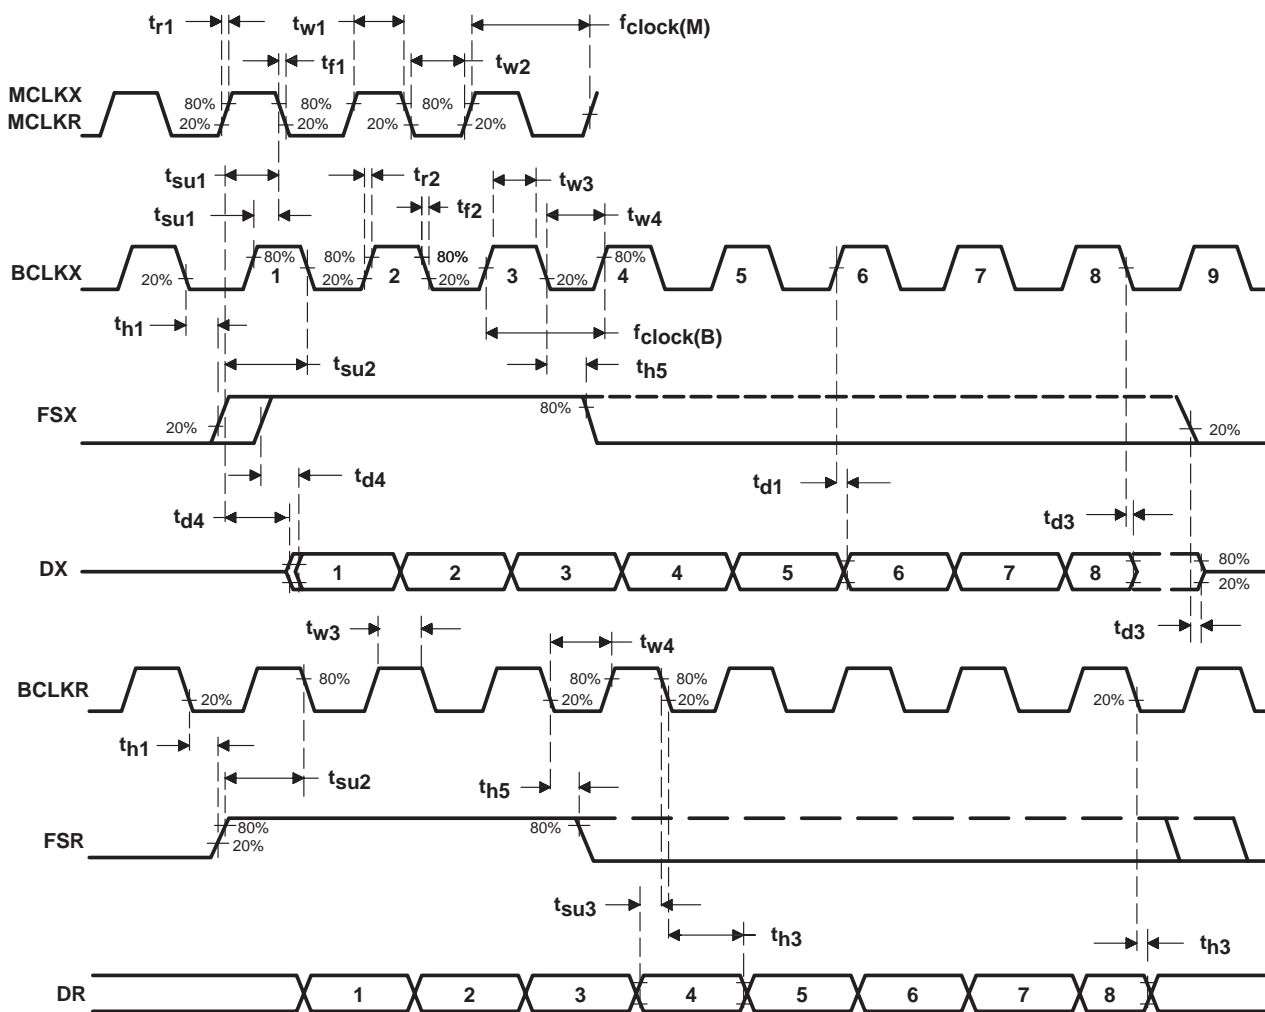 tr1 tw1 fclock(M)
tf1 tw2
MCLKX 80% 80% 80% 80%
MCLKR 20% 20% 20% 20%
tsu1 tr2 tw3
tsu1 tf2 tw4
80% 80% 80% 80%
BCLKX 20% 1 20% 2 20% 3 20% 4 5 6 7 8 9
th1 fclock(B)
tsu2 th5
FSX 20% 80% 20%
td4 td1
td4 td3
DX 1 2 3 4 5 6 7 8 80%
20%
tw3 tw4 td3
BCLKR 80% 80% 80%
20% 20% 20% 20%
th1
tsu2 th5
FSR 80% 80%
20%
tsu3
th3 th3
DR 1 2 3 4 5 6 7 8